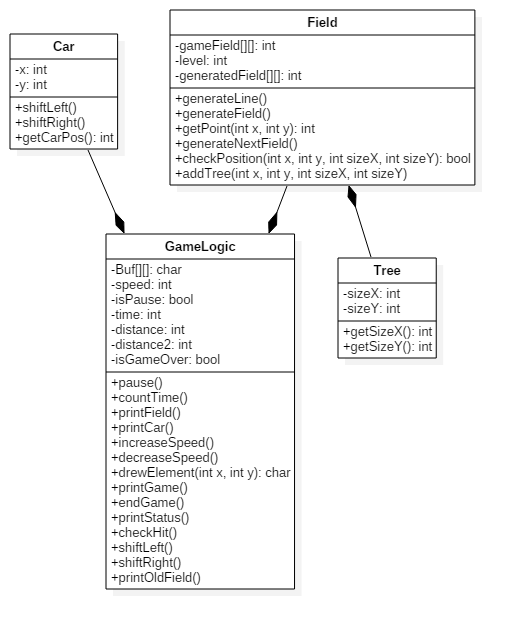 Car
-x: int
-y: int
+shiftLeft()
+shiftRight()
+getCarPos(): int
Field
-gameField[][]: int
-level: int
-generatedField[][]: int
+generateLine()
+generateField()
+getPoint(int x, int y): int
+generateNextField()
+checkPosition(int x, int y, int sizeX, int sizeY): bool
+addTree(int x, int y, int sizeX, int sizeY)
GameLogic
-Buf[][]: char
-speed: int
-isPause: bool
-time: int
-distance: int
-distance2: int
-isGameOver: bool
+pause()
+countTime()
+printField()
+printCar()
+increaseSpeed()
+decreaseSpeed()
+drewElement(int x, int y): char
+printGame()
+endGame()
+printStatus()
+checkHit()
+shiftLeft()
+shiftRight()
+printOldField()
Tree
-sizeX: int
-sizeY: int
+getSizeX(): int
+getSizeY(): int